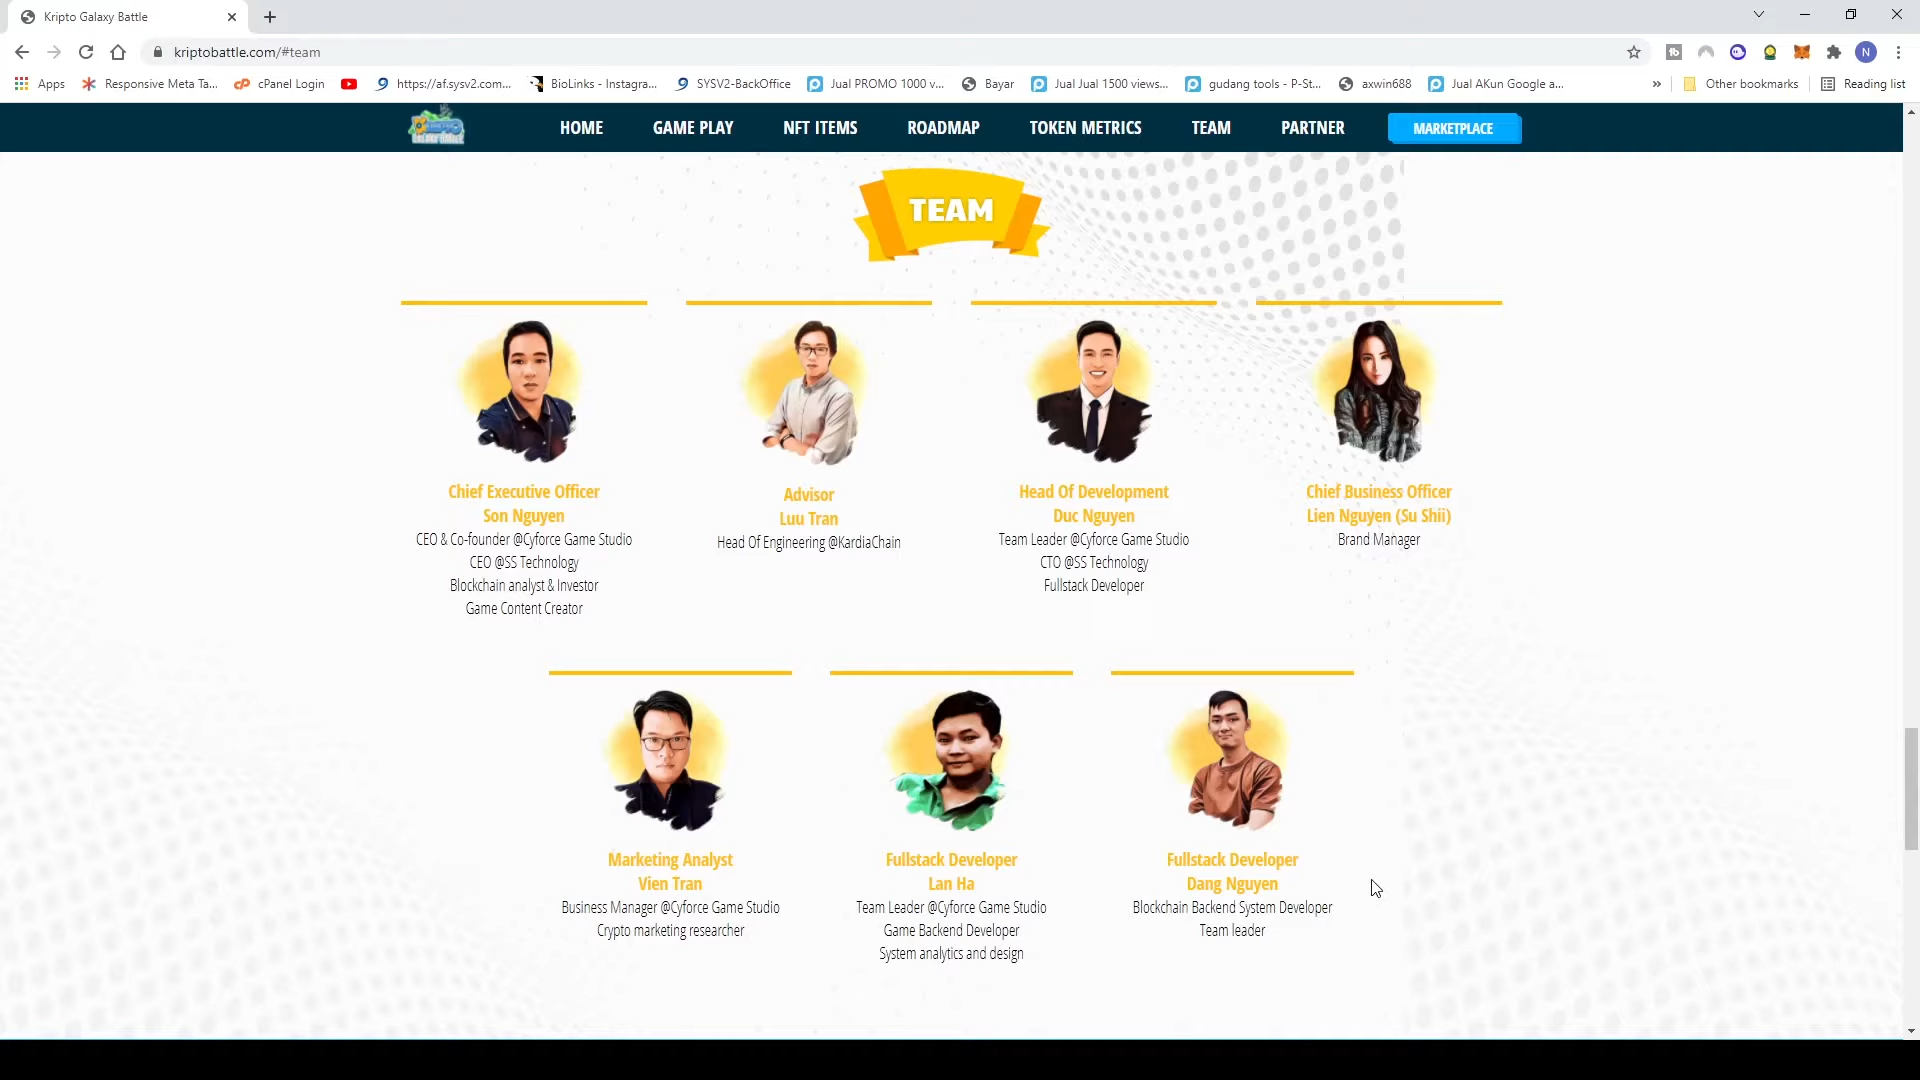 Kripto Galaxy Battle
kriptobattle.com/#team
N
Apps
Responsive Meta Ta...
cPanel Login
https://af.sysv2.com...
BioLinks - Instagra...
SYSV2-BackOffice
Jual PROMO 1000 v...
Bayar
Jual Jual 1500 views...
gudang tools - P-St...
axwin688
Jual AKun Google a...
»
Other bookmarks
Reading list
HOME
GAME PLAY
NFT ITEMS
ROADMAP
TOKEN METRICS
TEAM
PARTNER
MARKETPLACE
TEAM
Chief Executive Officer
Son Nguyen
CEO & Co-founder @Cyforce Game Studio
CEO @SS Technology
Blockchain analyst & Investor
Game Content Creator
Advisor
Luu Tran
Head Of Engineering @KardiaChain
Head Of Development
Duc Nguyen
Team Leader @Cyforce Game Studio
CTO @SS Technology
Fullstack Developer
Chief Business Officer
Lien Nguyen (Su Shii)
Brand Manager
Marketing Analyst
Vien Tran
Business Manager @Cyforce Game Studio
Crypto marketing researcher
Fullstack Developer
Lan Ha
Team Leader @Cyforce Game Studio
Game Backend Developer
System analytics and design
Fullstack Developer
Dang Nguyen
Blockchain Backend System Developer
Team leader